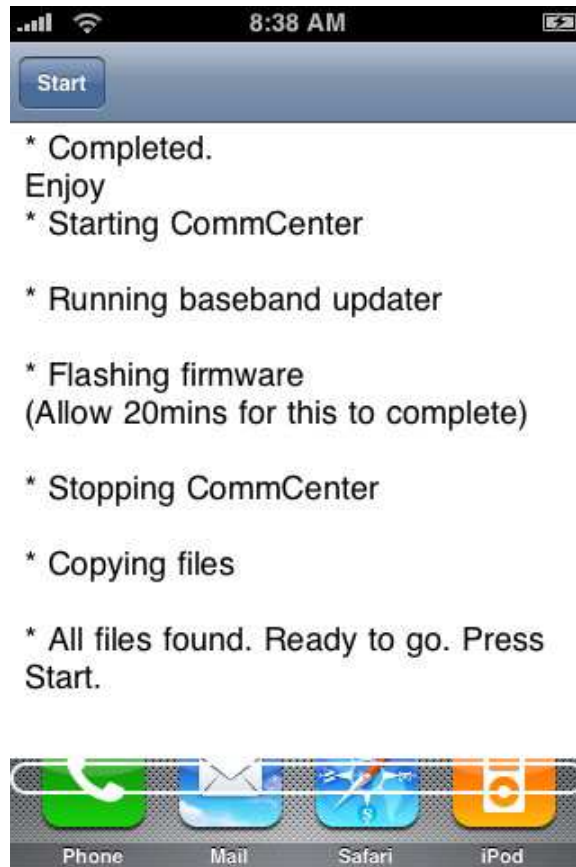 8:38 AM
Start
* Completed.
Enjoy
* Starting CommCenter
* Running baseband updater
* Flashing firmware
(Allow 20mins for this to complete)
* Stopping CommCenter
* Copying files
* All files found. Ready to go. Press
Start.
Phone Mail Safari iPod